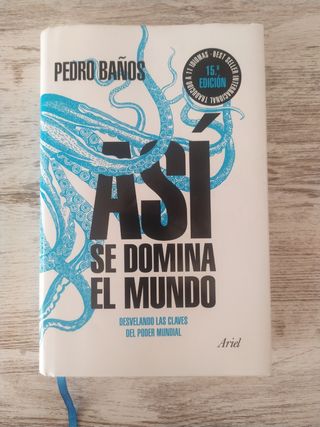 PEDRO BAÑOS
BEST SELLER INTERNACIONAL TRADUCIDO A 11 IDIOMAS ·
15.ª
EDICIÓN
ASÍ
SE DOMINA
EL MUNDO
DESVELANDO LAS CLAVES
DEL PODER MUNDIAL
Ariel